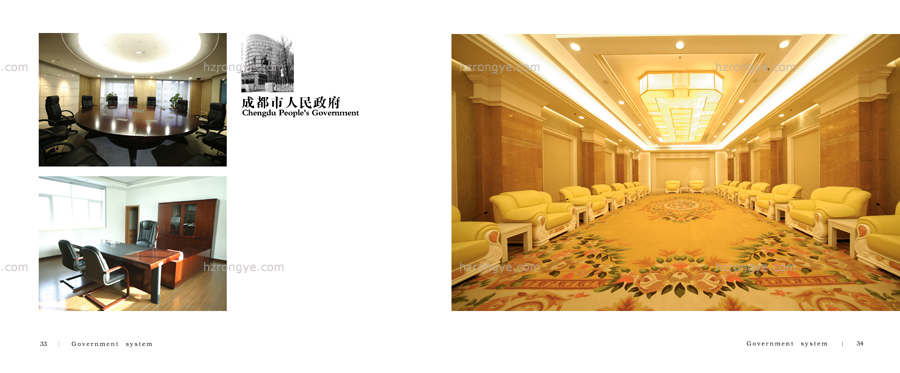 .com
hzrongye.com
hzrongye.com
hzrongye.com
成都市人民政府
Chengdu People's Government
.com
hzrongye.com
hzrongye.com
hzrongye.com
33 | Government system
Government system | 34